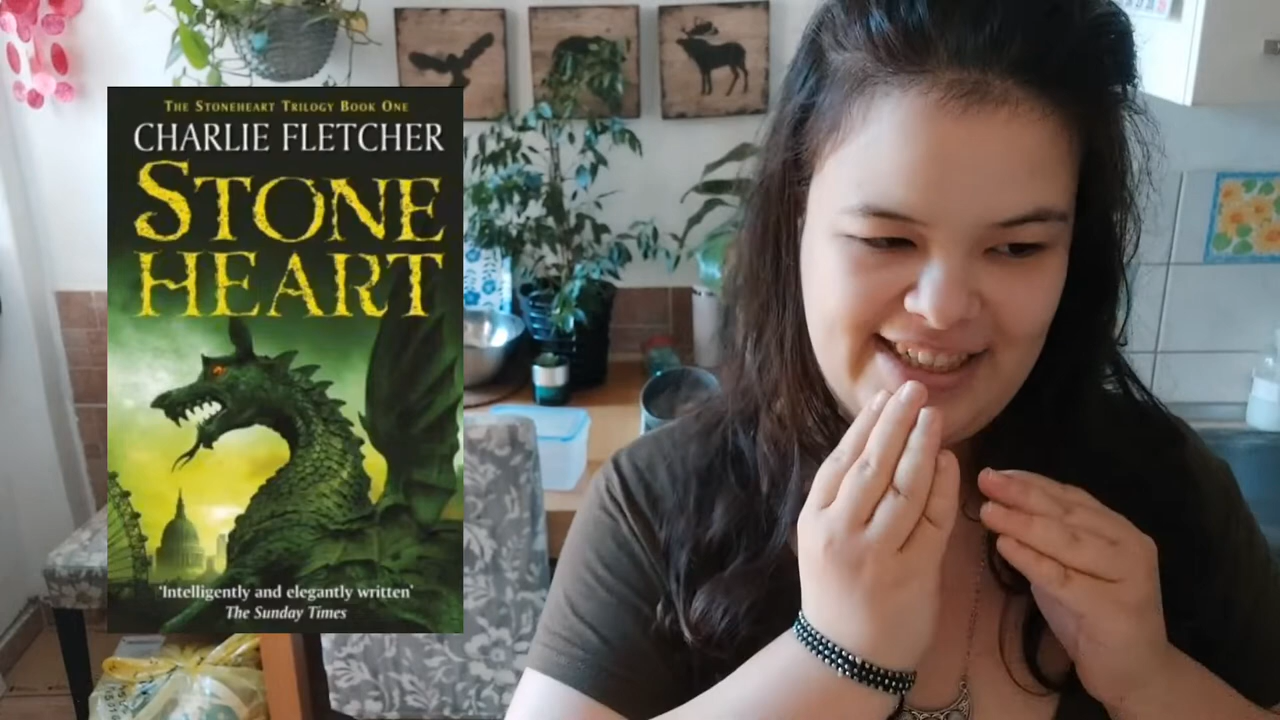 THE STONEHEART TRILOGY BOOK ONE
CHARLIE FLETCHER
STONE
HEART
'Intelligently and elegantly written'
The Sunday Times